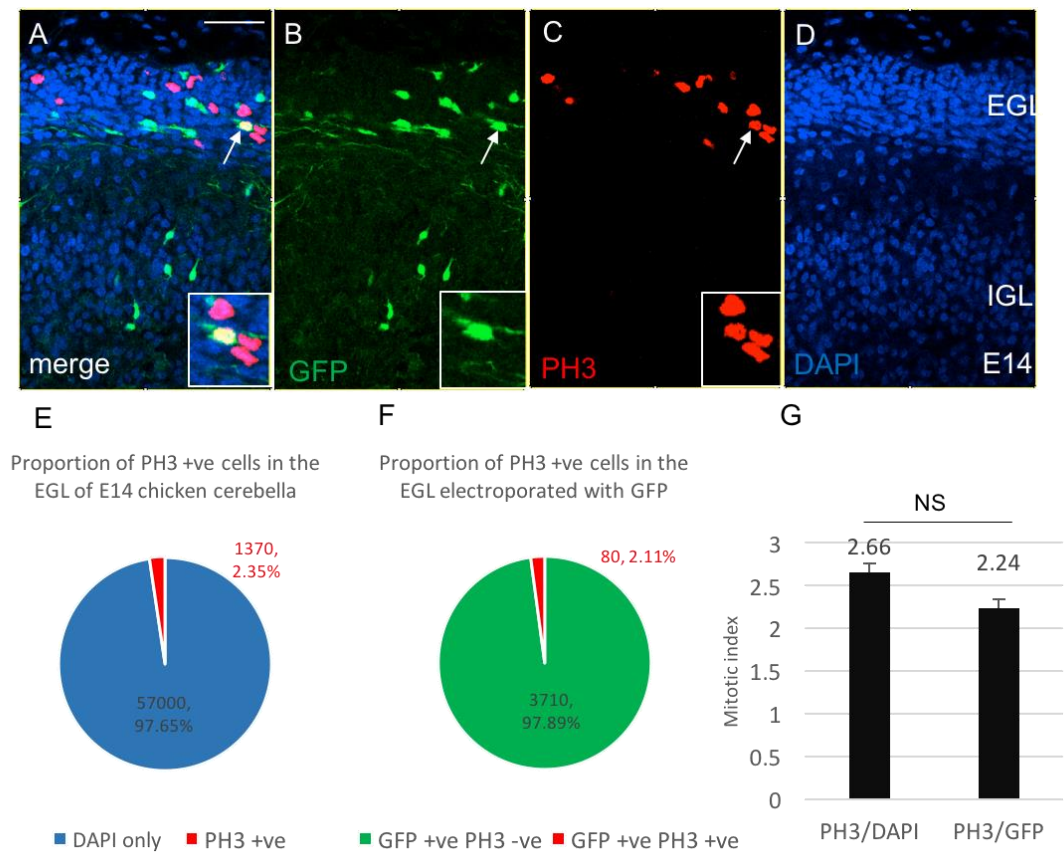 A
B
C
D
EGL
IGL
merge
GFP
PH3
DAPI
E14
E
F
G
Proportion of PH3 +ve cells in the
EGL of E14 chicken cerebella
1370,
2.35%
57000,
97.65%
DAPI only
PH3 +ve
Proportion of PH3 +ve cells in the
EGL electroporated with GFP
80, 2.11%
3710,
97.89%
GFP +ve PH3 -ve
GFP +ve PH3 +ve
NS
2.66
2.24
3
2.5
2
1.5
1
0.5
0
Mitotic index
PH3/DAPI
PH3/GFP